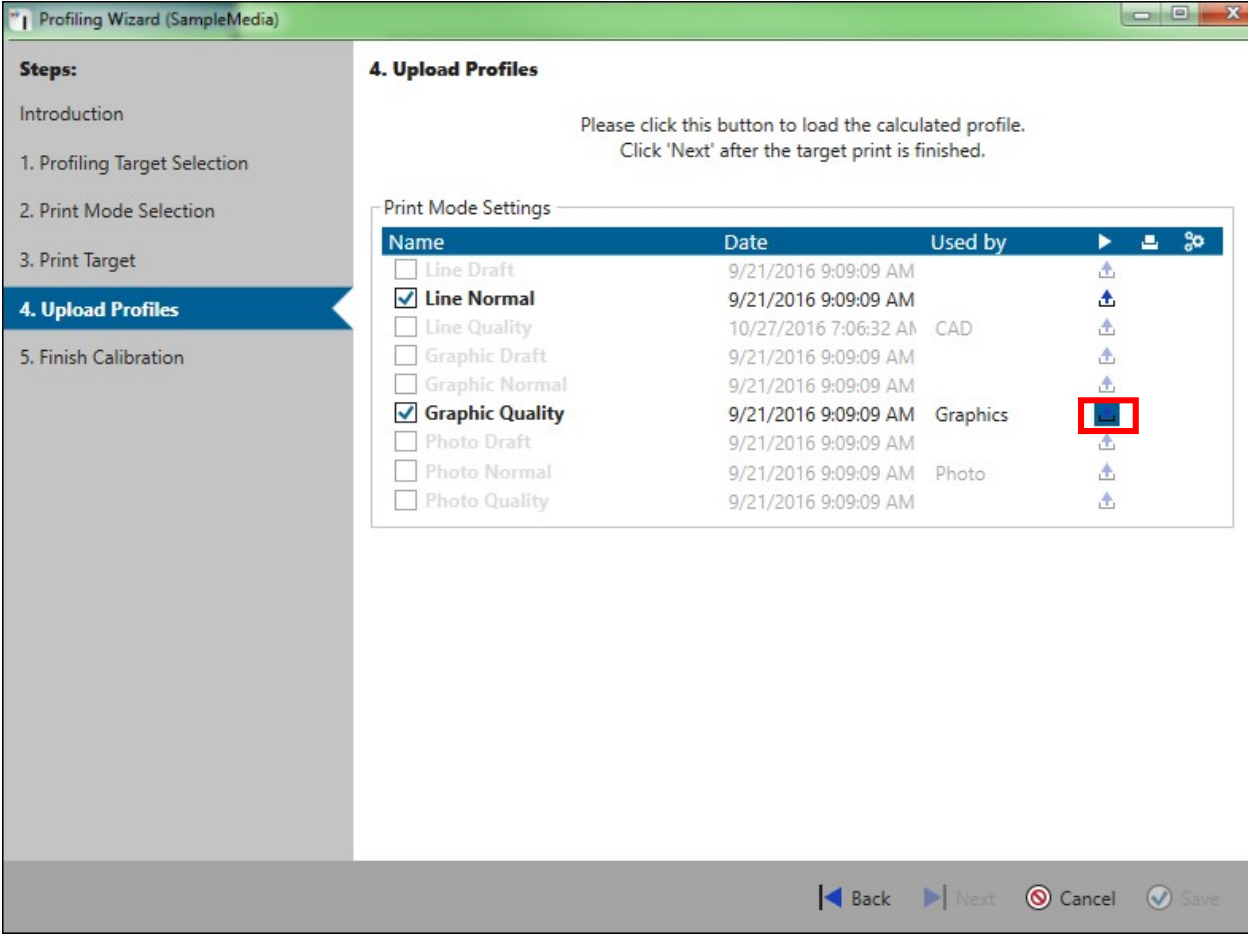 Profiling Wizard (SampleMedia)
Steps:
Introduction
1. Profiling Target Selection
2. Print Mode Selection
3. Print Target
4. Upload Profiles
5. Finish Calibration
4. Upload Profiles
Please click this button to load the calculated profile.
Click 'Next' after the target print is finished.
Print Mode Settings
Name Date Used by
Line Draft 9/21/2016 9:09:09 AM
Line Normal 9/21/2016 9:09:09 AM
Line Quality 10/27/2016 7:06:32 AM CAD
Graphic Draft 9/21/2016 9:09:09 AM
Graphic Normal 9/21/2016 9:09:09 AM
Graphic Quality 9/21/2016 9:09:09 AM Graphics
Photo Draft 9/21/2016 9:09:09 AM
Photo Normal 9/21/2016 9:09:09 AM Photo
Photo Quality 9/21/2016 9:09:09 AM
Back Next Cancel Save